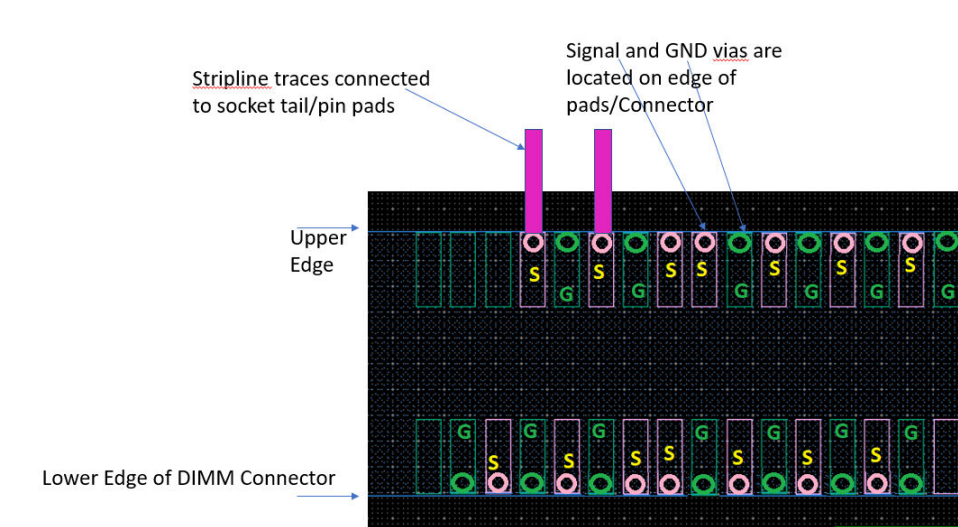 Signal and GND vias are
located on edge of
pads/Connector
Stripline traces connected
to socket tail/pin pads
Upper
Edge
S G S G S S G S G S G S G
G S G S G S S G S G S G S G
Lower Edge of DIMM Connector